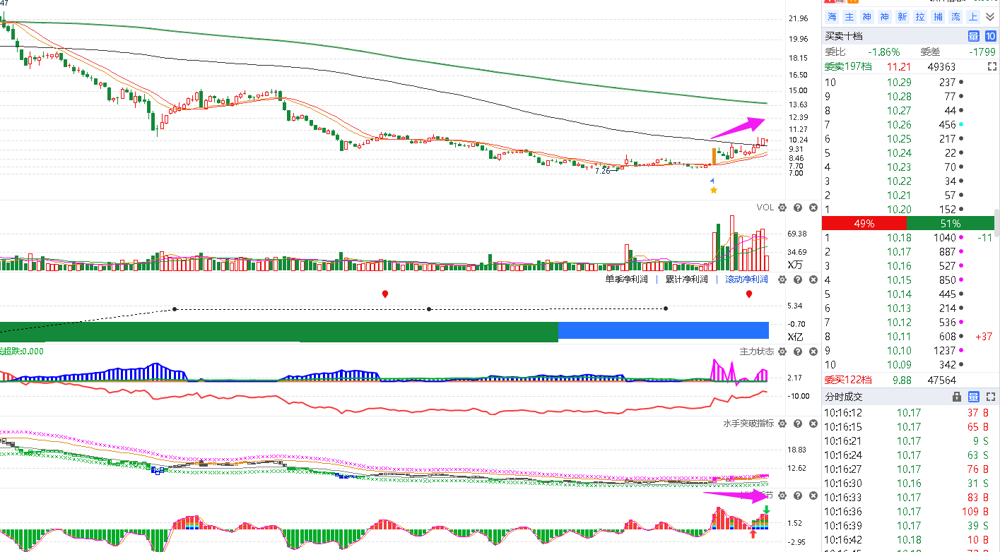 47
21.96
19.96
18.15
16.50
15.00
13.63
12.39
11.27
10.24
9.31
8.46
7.70
7.00
7.26
VOL
69.38
34.69
X万
单季净利润 | 累计净利润 | 滚动净利润
5.34
-0.70
X亿
超跌:0.000
主力状态
2.17
-10.00
水手突破指标
18.83
12.62
1.52
-2.95
海 主 神 神 新 拉 捕 流 上
买卖十档 量 10
委比 -1.86% 委差 -1799
委卖197档 11.21 49363
10 10.29 237
9 10.28 77
8 10.27 44
7 10.26 456
6 10.25 217
5 10.24 22
4 10.23 70
3 10.22 34
2 10.21 57
1 10.20 152
49% 51%
1 10.18 1040 -11
2 10.17 887
3 10.16 527
4 10.15 850
5 10.14 445
6 10.13 214
7 10.12 536
8 10.11 608 +37
9 10.10 1237
10 10.09 342
委买122档 9.88 47564
分时成交 量
10:16:12 10.17 37 B
10:16:15 10.17 65 B
10:16:21 10.17 9 S
10:16:24 10.17 63 S
10:16:27 10.17 76 B
10:16:30 10.16 31 S
10:16:33 10.17 83 B
10:16:36 10.17 109 B
10:16:39 10.17 39 S
10:16:42 10.18 10 B